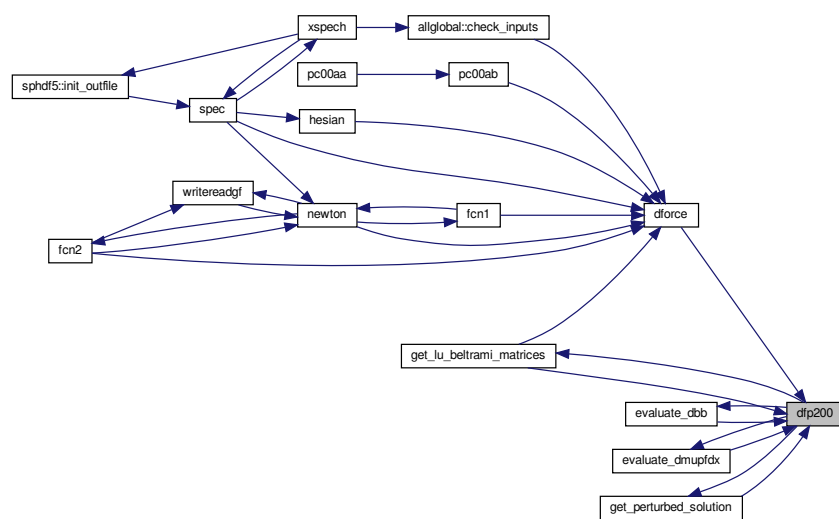 xspech
allglobal::check_inputs
sphdf5::init_outfile
pc00aa
pc00ab
spec
hesian
writereadgf
newton
fcn1
dforce
fcn2
get_lu_beltrami_matrices
evaluate_dbb
dfp200
evaluate_dmupfdx
get_perturbed_solution